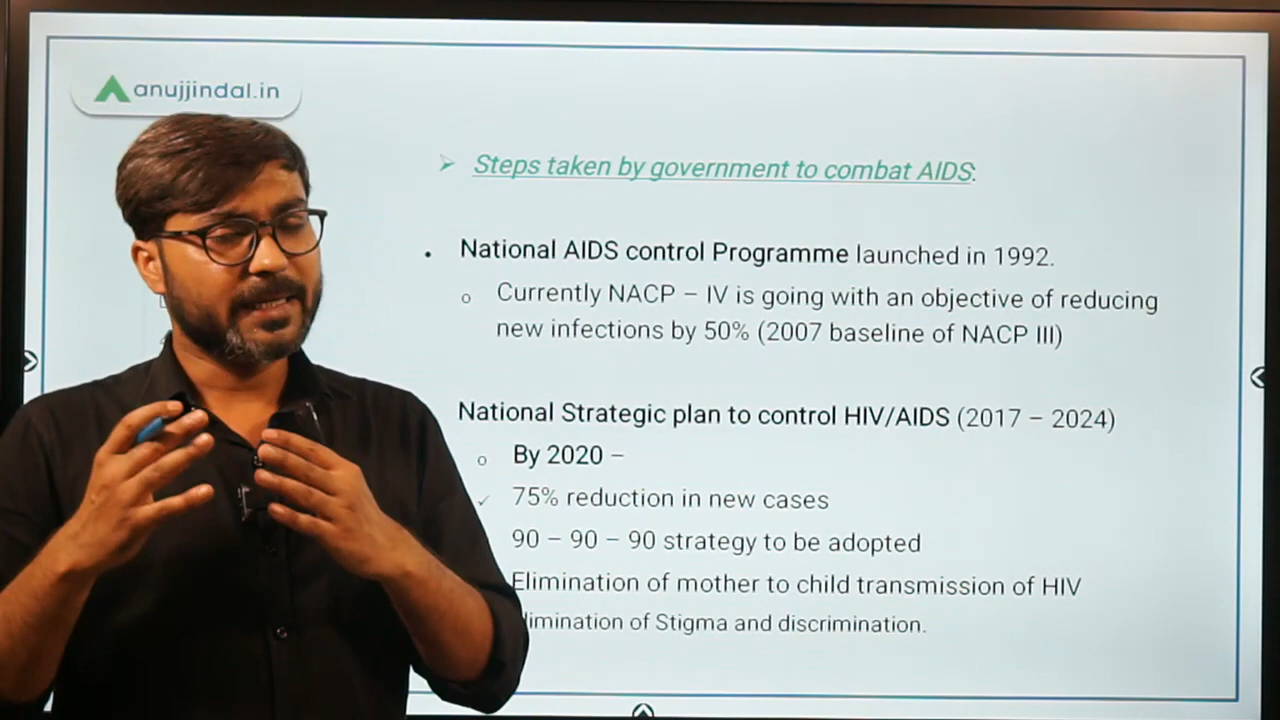 anujjindal.in
➢ Steps taken by government to combat AIDS:
• National AIDS control Programme launched in 1992.
o Currently NACP – IV is going with an objective of reducing
new infections by 50% (2007 baseline of NACP III)
National Strategic plan to control HIV/AIDS (2017 – 2024)
o By 2020 –
✓ 75% reduction in new cases
90 – 90 – 90 strategy to be adopted
Elimination of mother to child transmission of HIV
limination of Stigma and discrimination.